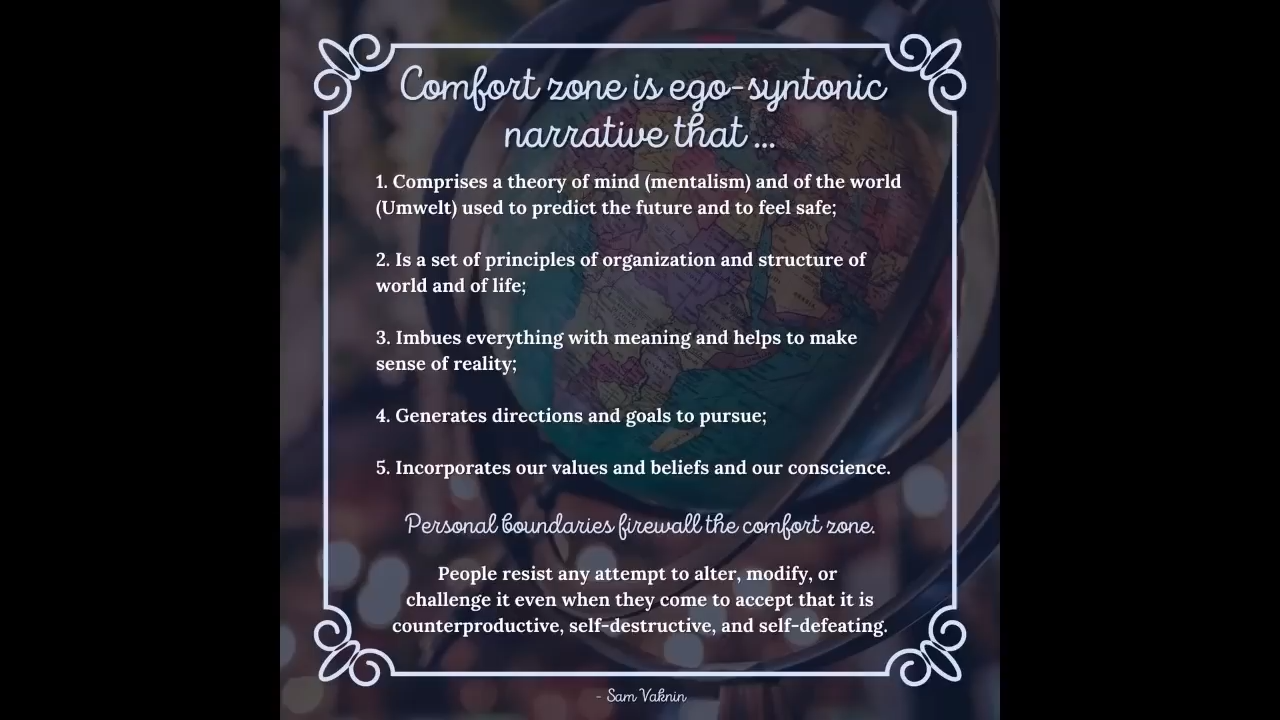 Comfort zone is ego-syntonic
narrative that ...
1. Comprises a theory of mind (mentalism) and of the world
(Umwelt) used to predict the future and to feel safe;
2. Is a set of principles of organization and structure of
world and of life;
3. Imbues everything with meaning and helps to make
sense of reality;
4. Generates directions and goals to pursue;
5. Incorporates our values and beliefs and our conscience.
Personal boundaries firewall the comfort zone.
People resist any attempt to alter, modify, or
challenge it even when they come to accept that it is
counterproductive, self-destructive, and self-defeating.
- Sam Vaknin